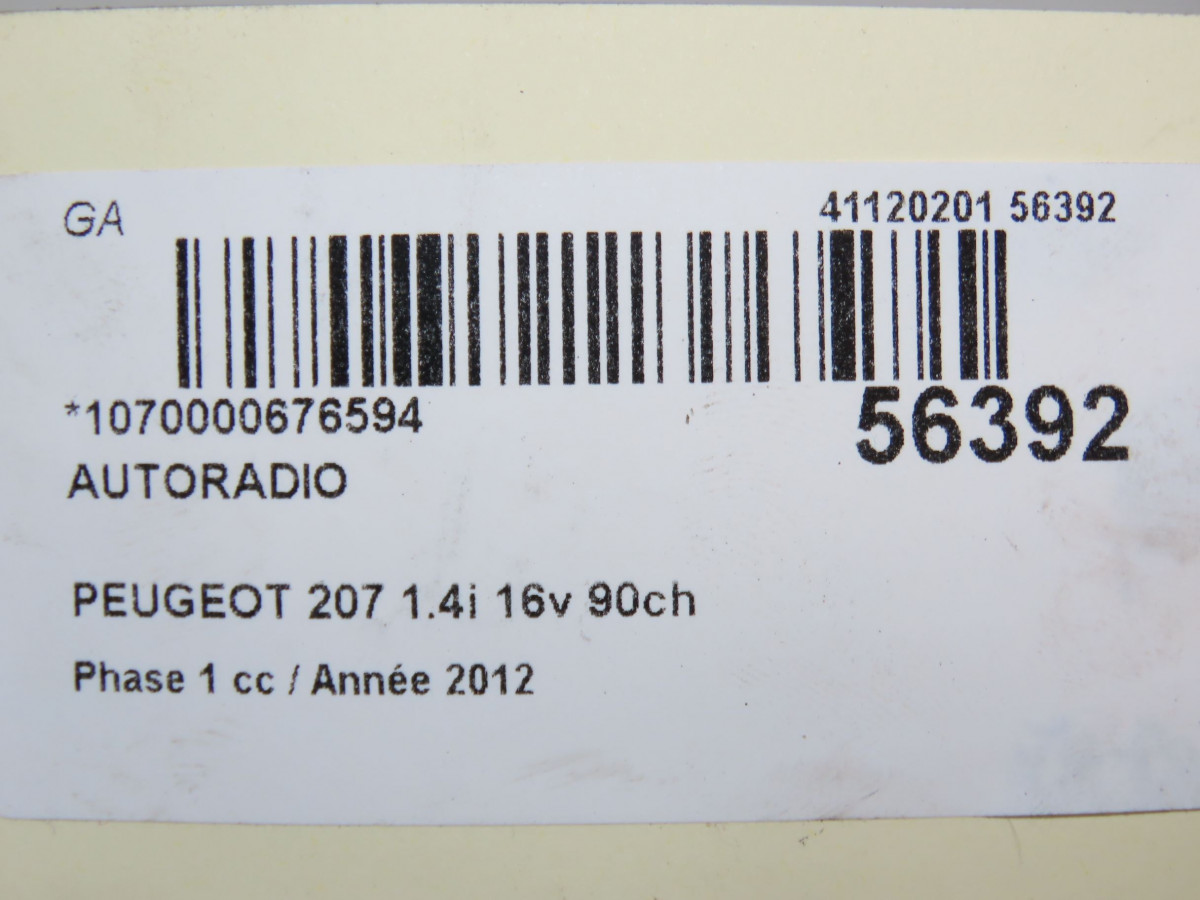 GA
41120201 56392
*1070000676594
56392
AUTORADIO
PEUGEOT 207 1.4i 16v 90ch
Phase 1 cc / Année 2012